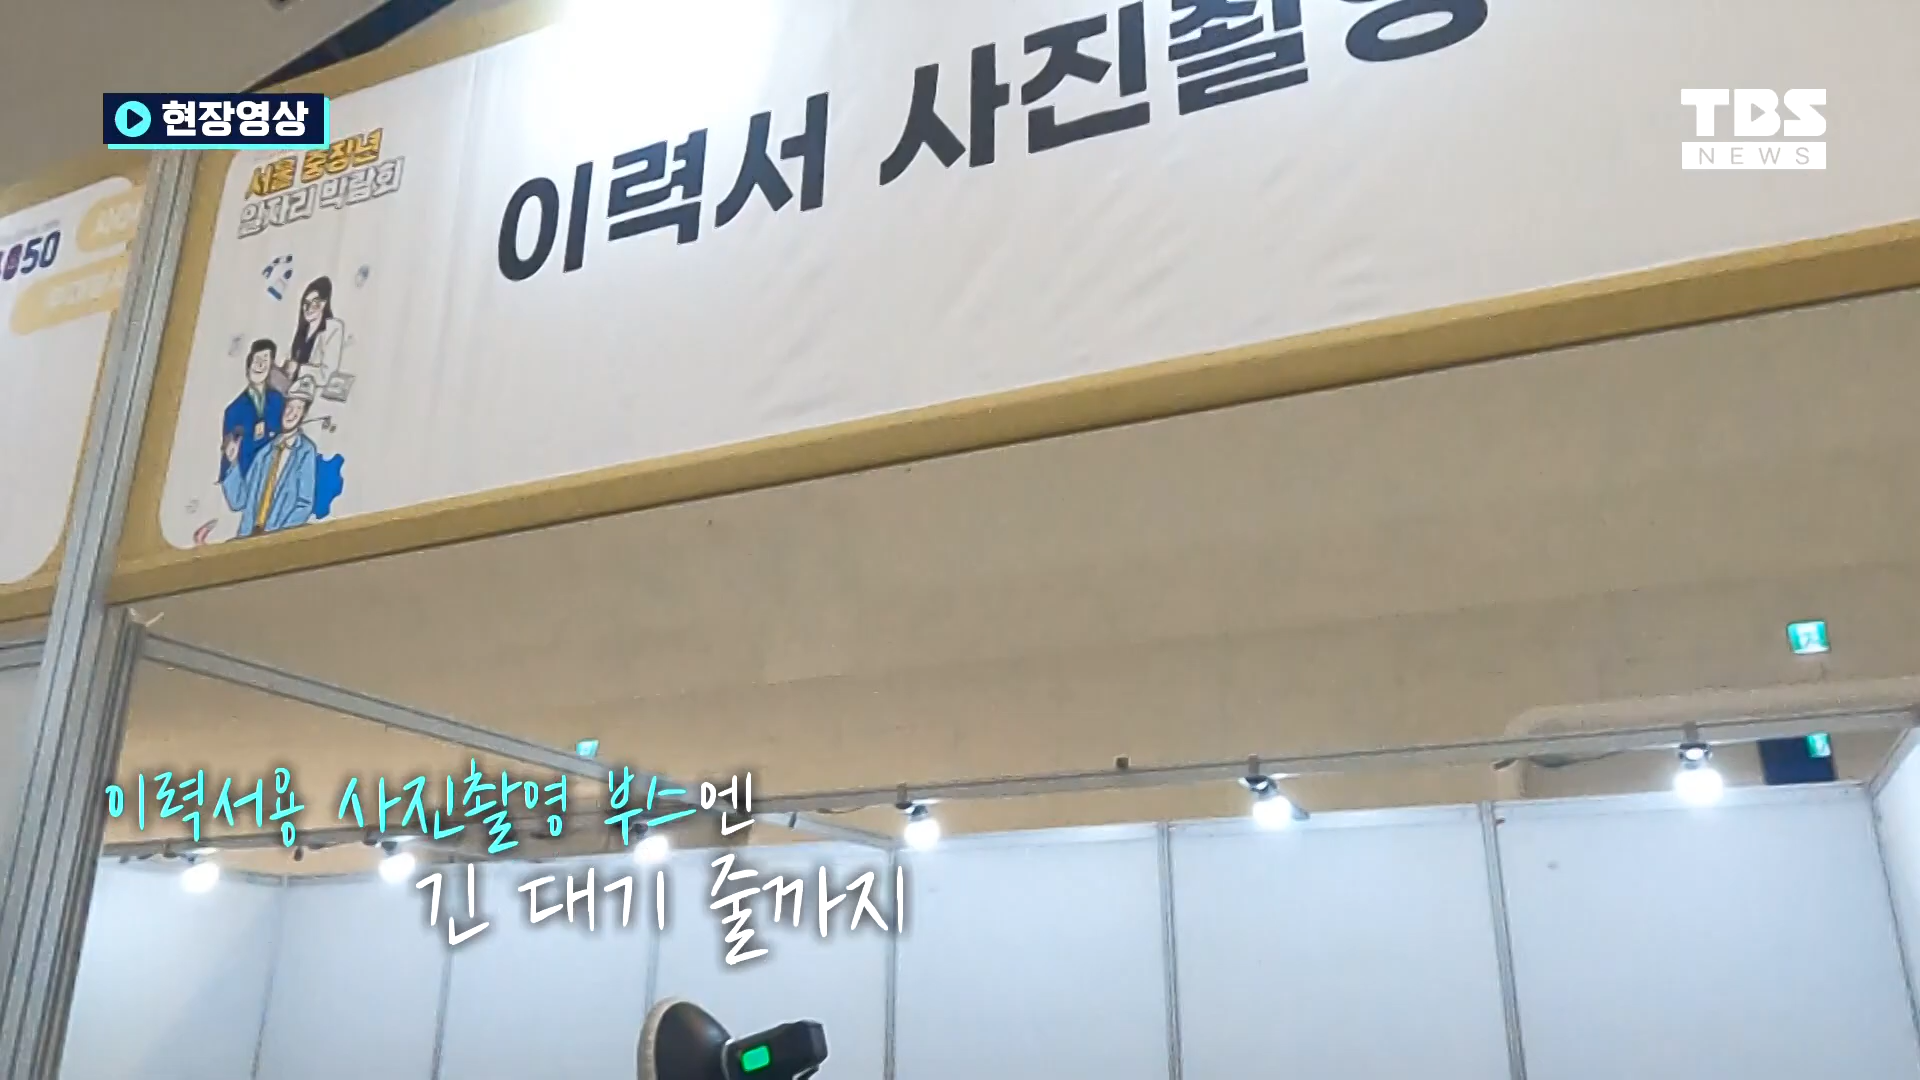 현장영상
TBS
NEWS
서울 중장년
일자리 박람회
이력서 사진촬영
50
이력서용 사진촬영 부스엔
긴 대기 줄까지